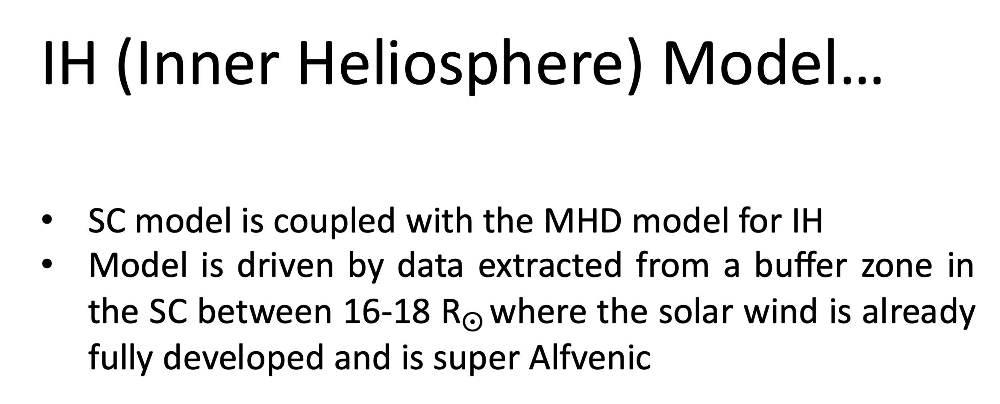 IH (Inner Heliosphere) Model...
• SC model is coupled with the MHD model for IH
• Model is driven by data extracted from a buffer zone in
the SC between 16-18 R☉ where the solar wind is already
fully developed and is super Alfvenic